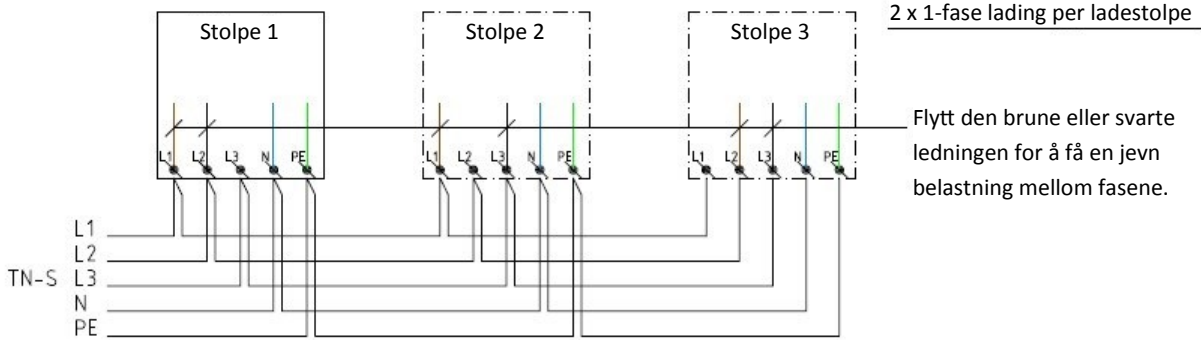 2 x 1-fase lading per ladestolpe
Stolpe 1
Stolpe 2
Stolpe 3
Flytt den brune eller svarte
ledningen for å få en jevn
belastning mellom fasene.
L1 L2 L3 N PE
L1 L2 L3 N PE
L1 L2 L3 N PE
L1
L2
TN-S L3
N
PE